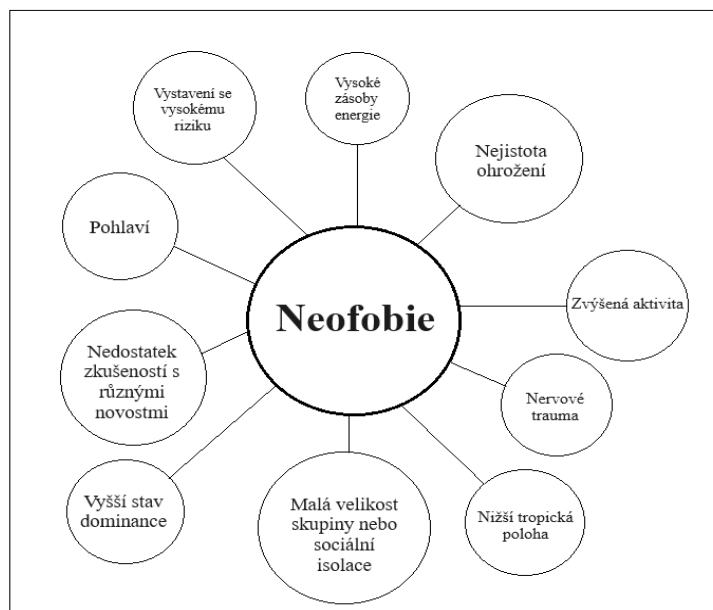 Vystavení se
vysokému
riziku
Vysoké
zásoby
energie
Nejistota
ohrožení
Pohlaví
Neofobie
Zvýšená aktivita
Nedostatek
zkušeností s
různými
novostmi
Nervové
trauma
Vyšší stav
dominance
Malá velikost
skupiny nebo
sociální
isolace
Nižší tropická
poloha